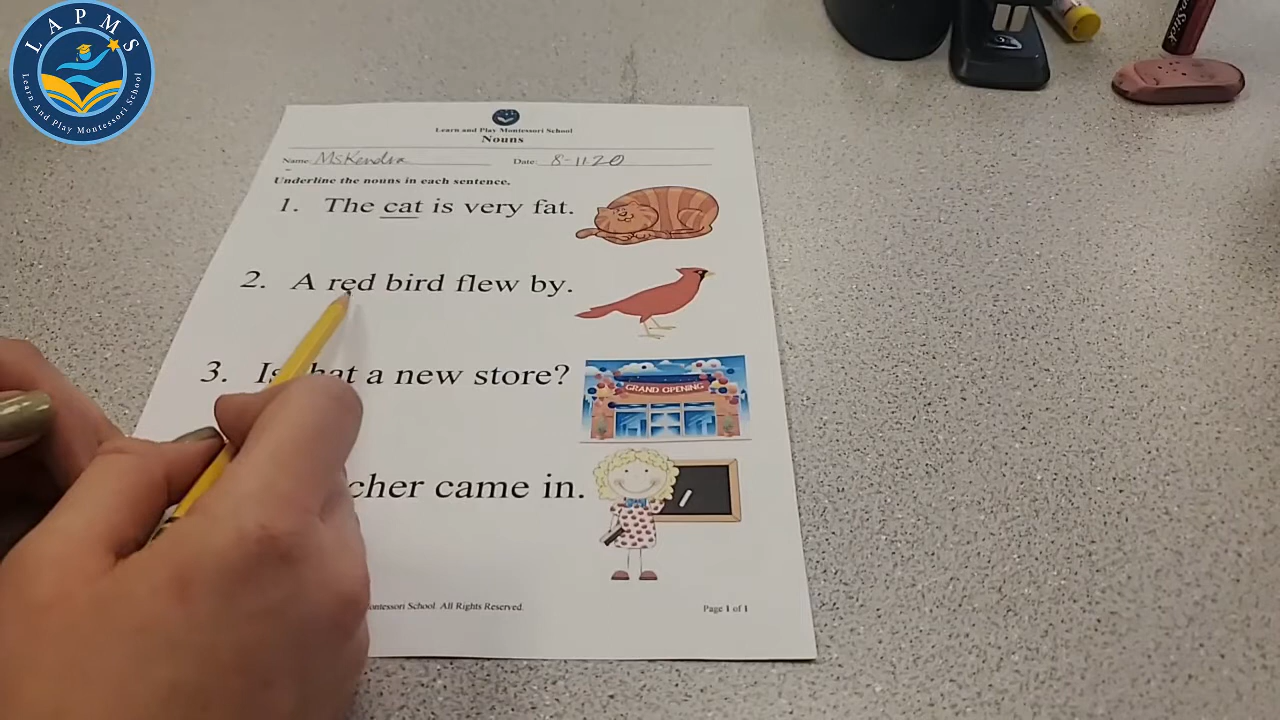 LAPMS
Learn And Play Montessori School
Learn and Play Montessori School
Nouns
Name: MsKendra Date: 8-11-20
Underline the nouns in each sentence.
1. The cat is very fat.
2. A red bird flew by.
3. Is that a new store?
GRAND OPENING
cher came in.
ontessori School. All Rights Reserved. Page 1 of 1